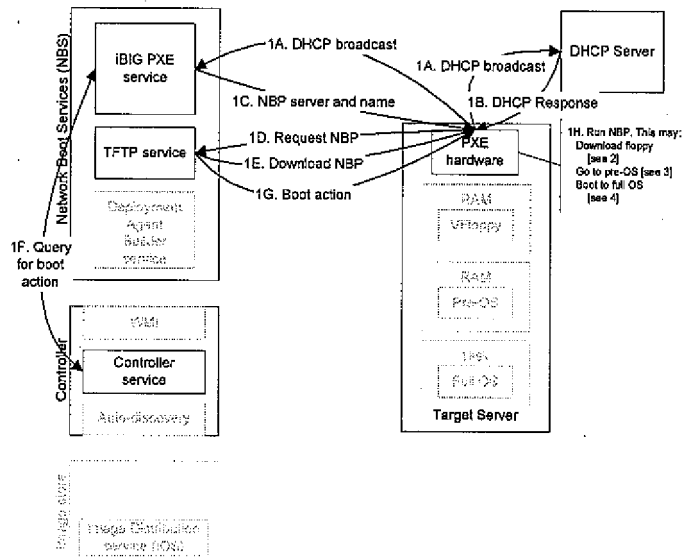 Network Boot Services (NBS)
iBIG PXE
service
TFTP service
Deployment
Agent
Builder
service
1A. DHCP broadcast
1A. DHCP broadcast
DHCP Server
1C. NBP server and name
1B. DHCP Response
1D. Request NBP
1E. Download NBP
1G. Boot action
PXE
hardware
1H. Run NBP, This may;
Download floppy
[see 2]
Go to pre-OS [see 3]
Boot to full OS
[see 4]
1F. Query
for boot
action
RAM
VFloppy
RAM
Pre-OS
Full OS
Target Server
Controller
WMI
Controller
service
Auto-discovery
Image store
Image Distribution
service (IDS)